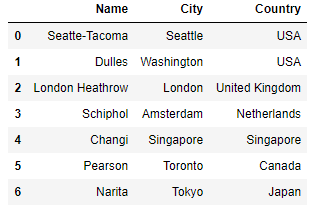 Name City Country
0 Seatte-Tacoma Seattle USA
1 Dulles Washington USA
2 London Heathrow London United Kingdom
3 Schiphol Amsterdam Netherlands
4 Changi Singapore Singapore
5 Pearson Toronto Canada
6 Narita Tokyo Japan